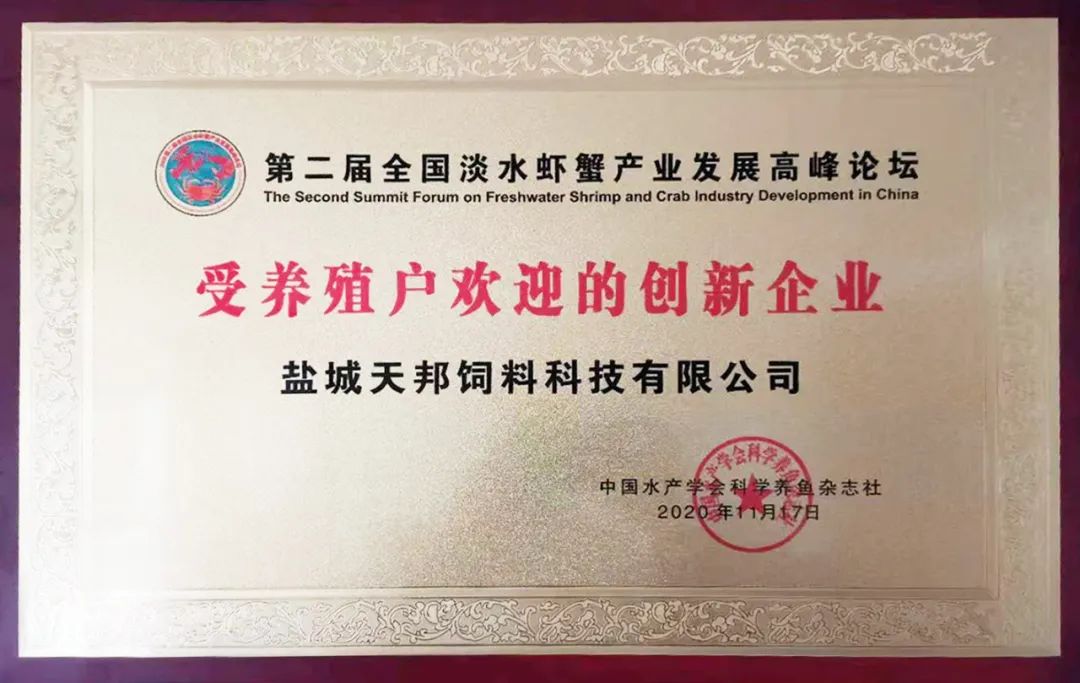 第二届全国淡水虾蟹产业发展高峰论坛
The Second Summit Forum on Freshwater Shrimp and Crab Industry Development in China
受养殖户欢迎的创新企业
盐城天邦饲料科技有限公司
中国水产学会科学养鱼杂志社
2020年11月17日